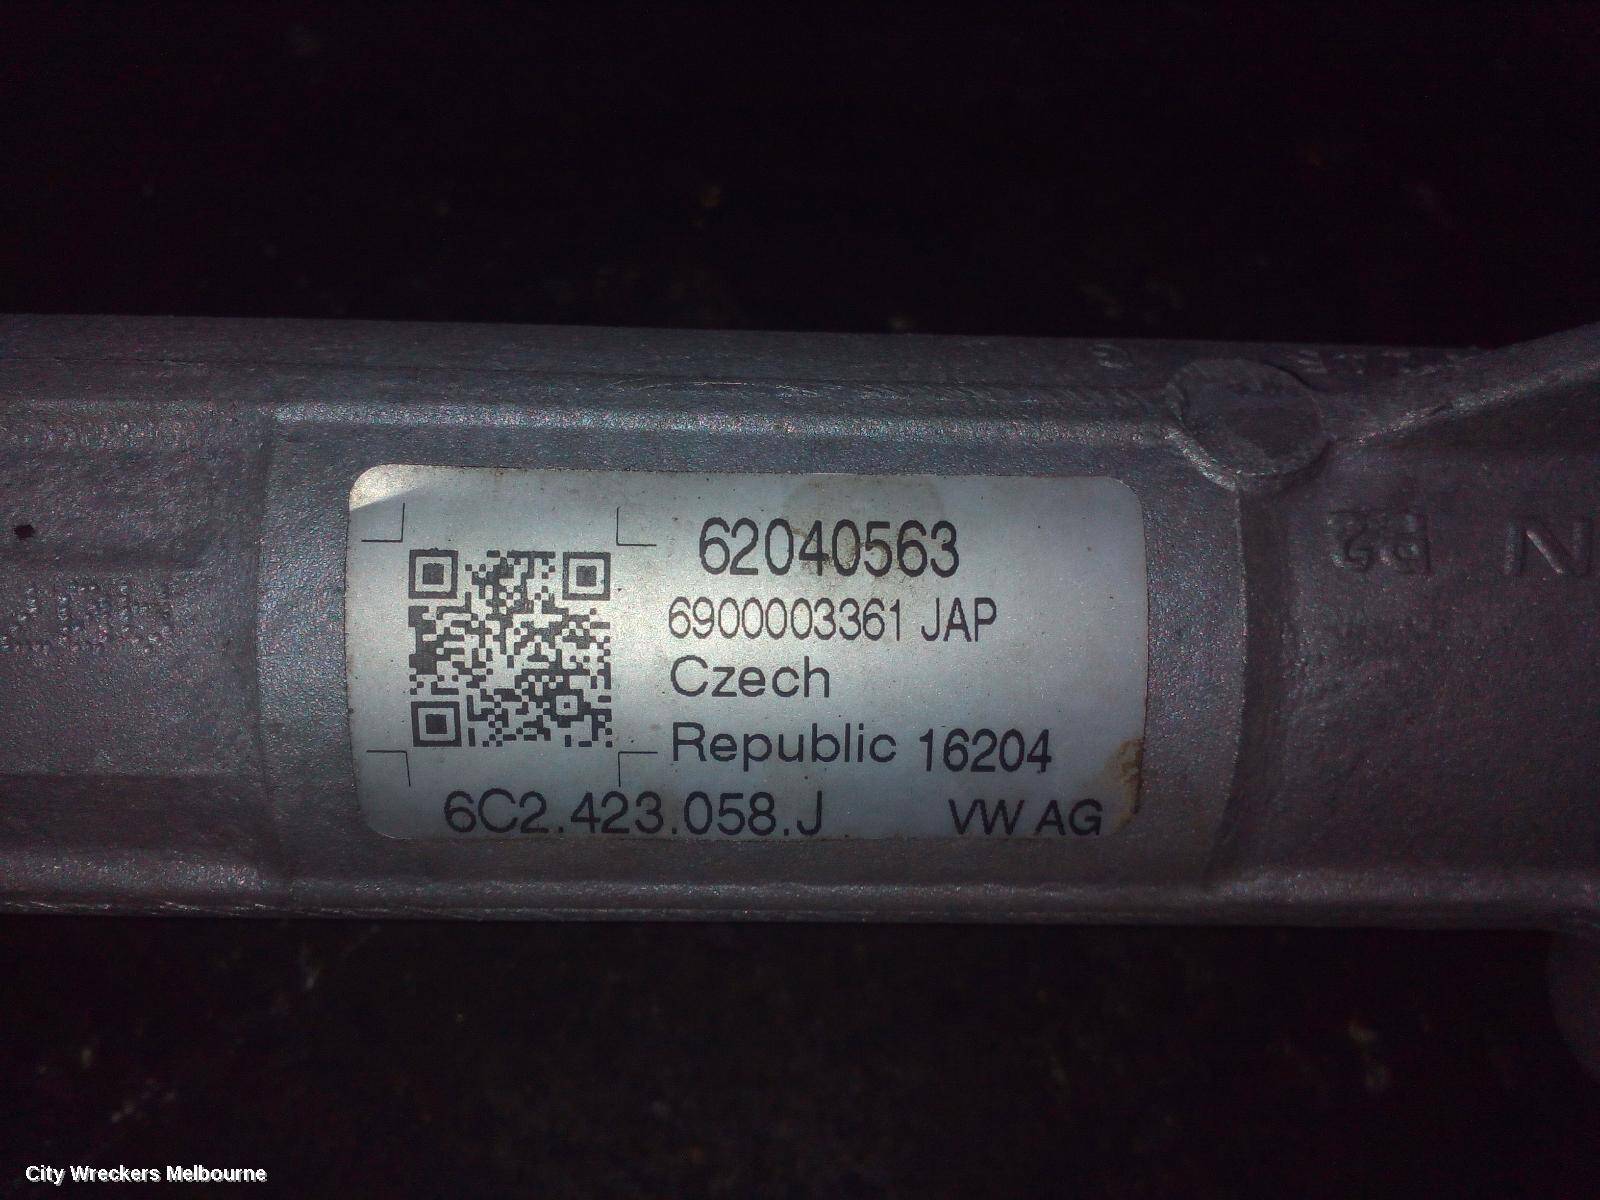 62040563
6900003361 JAP
Czech
Republic 16204
6C2.423.058.J VW AG
City Wreckers Melbourne